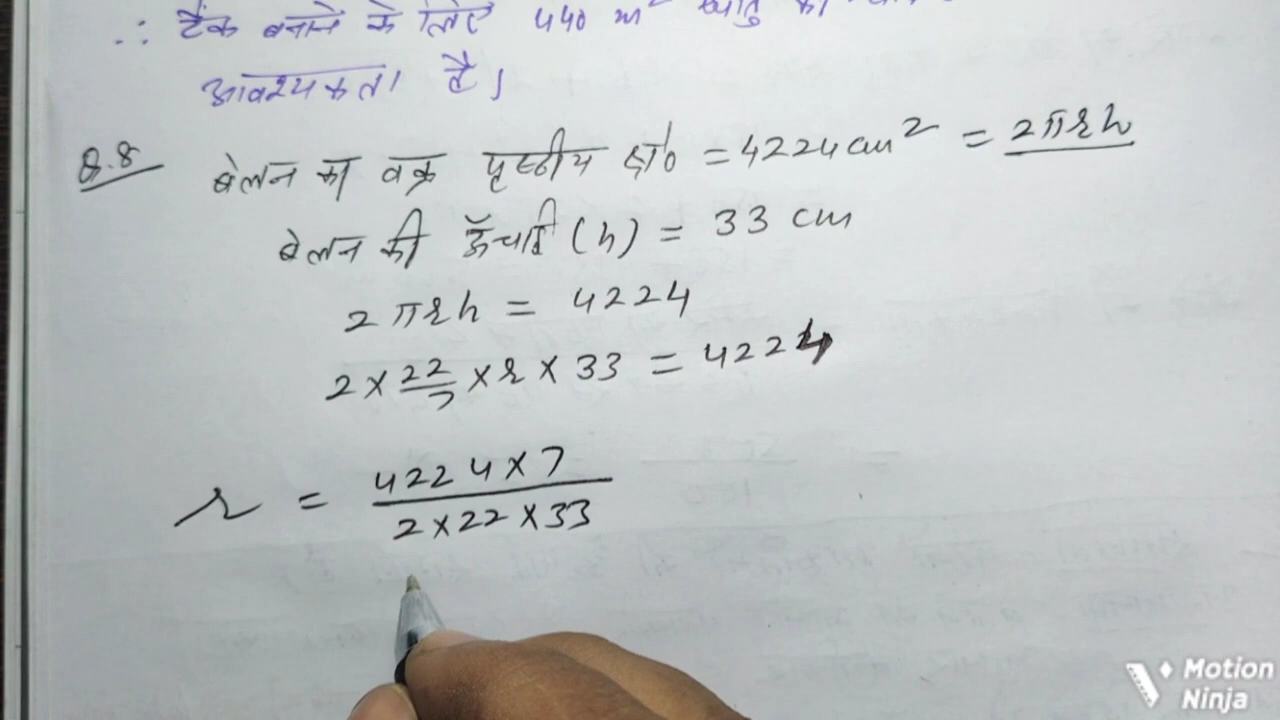 ∴ टैंक बनाने के लिए 440 m² धातु की
आवश्यकता है।
Q.8 बेलन का वक्र पृष्ठीय क्षे० = 4224 cm² = 2πrh
बेलन की ऊँचाई (h) = 33 cm
2πrh = 4224
2 × 22/7 × r × 33 = 4224
r = 4224 × 7 / 2 × 22 × 33
Motion
Ninja